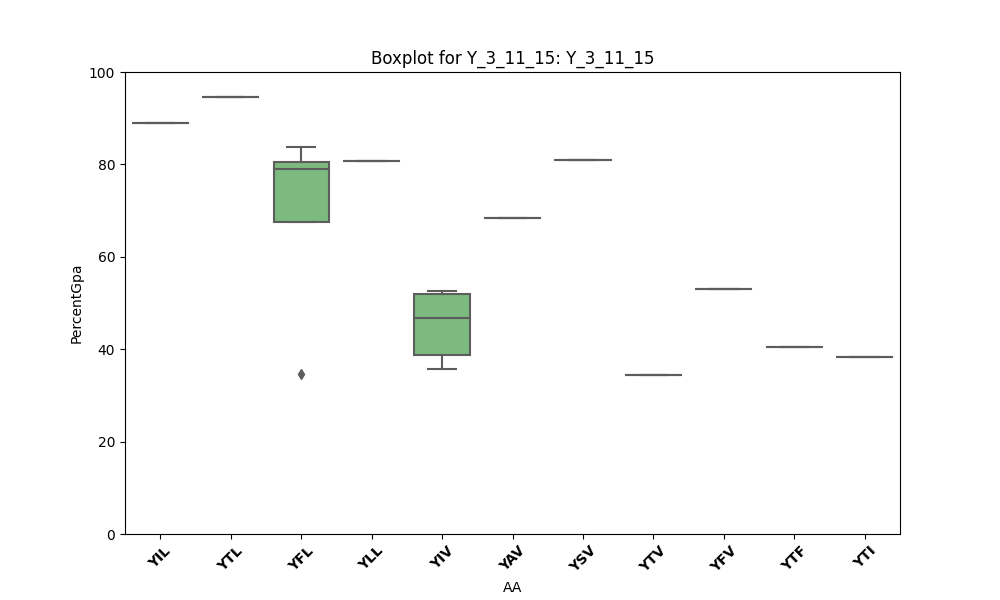 Boxplot for Y_3_11_15: Y_3_11_15
100
80
60
40
20
0
PercentGpa
YIL YTL YFL YLL YIV YAV YSV YTV YFV YTF YTI
AA